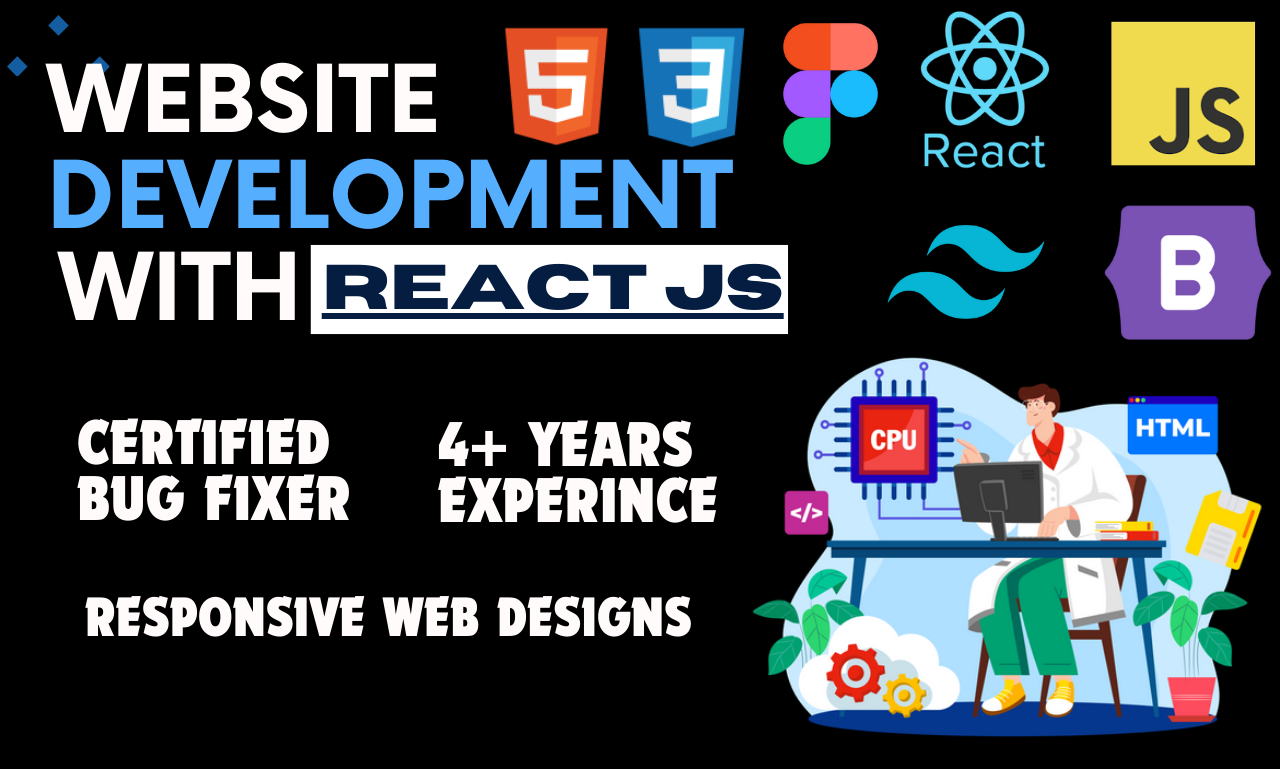 WEBSITE
DEVELOPMENT
WITH REACT JS
5
3
React
JS
B
CERTIFIED
BUG FIXER
4+ YEARS
EXPERINCE
RESPONSIVE WEB DESIGNS
CPU
HTML
</>